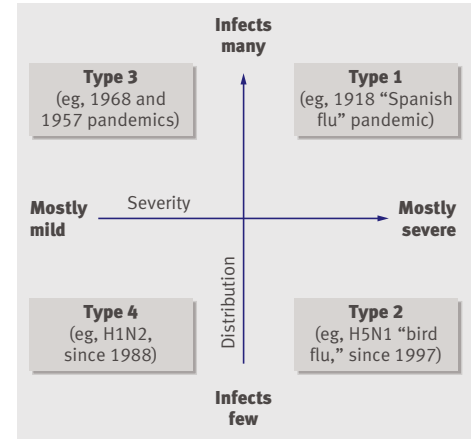 Infects
many
Type 3
(eg, 1968 and
1957 pandemics)
Type 1
(eg, 1918 “Spanish
flu” pandemic)
Mostly
mild
Severity
Mostly
severe
Distribution
Type 4
(eg, H1N2,
since 1988)
Type 2
(eg, H5N1 “bird
flu,” since 1997)
Infects
few